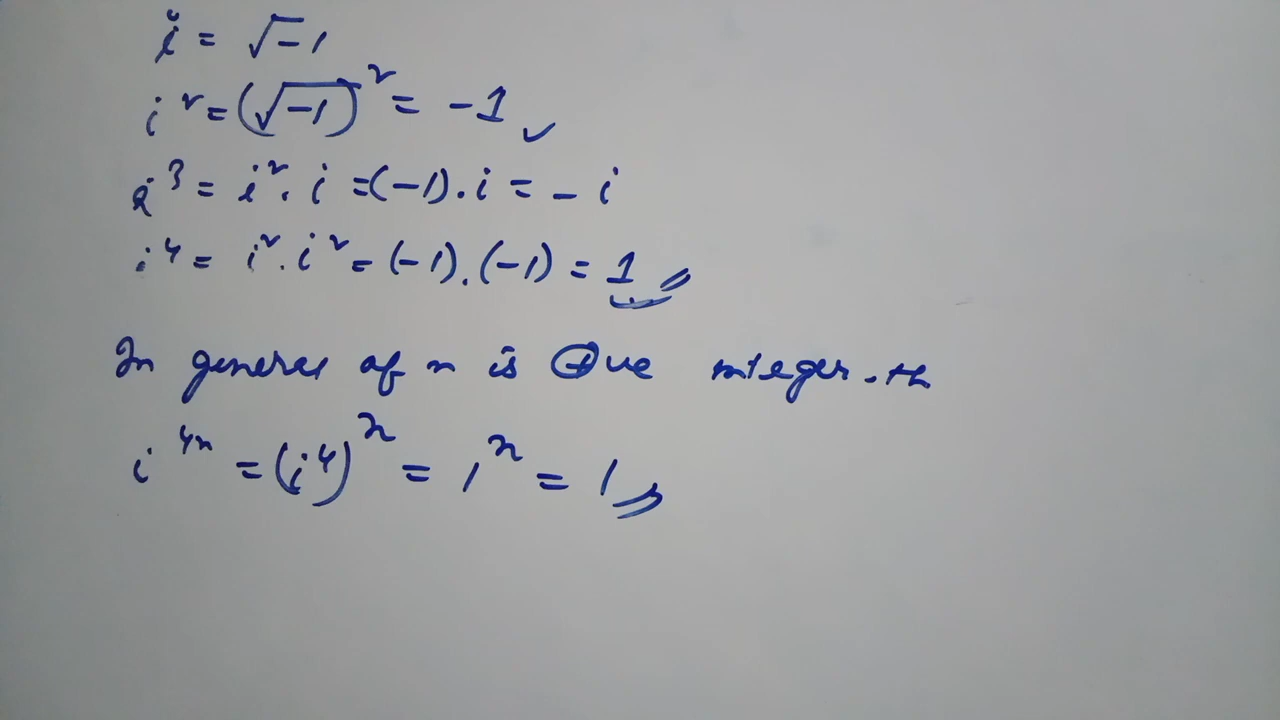 i = √-1
i² = (√-1)² = -1
i³ = i². i = (-1). i = - i
i⁴ = i². i² = (-1). (-1) = 1
In general if n is ⊕ve integer. th
i⁴ⁿ = (i⁴)ⁿ = 1ⁿ = 1